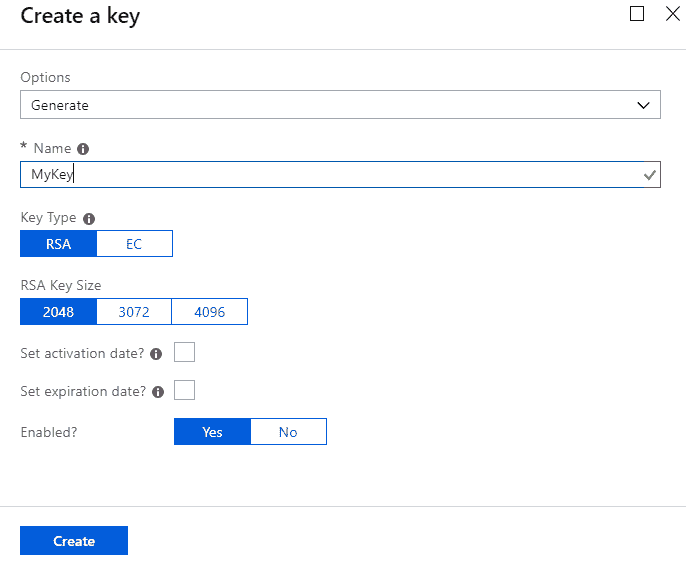 Create a key
Options
Generate
* Name
MyKey
Key Type
RSA EC
RSA Key Size
2048 3072 4096
Set activation date?
Set expiration date?
Enabled? Yes No
Create